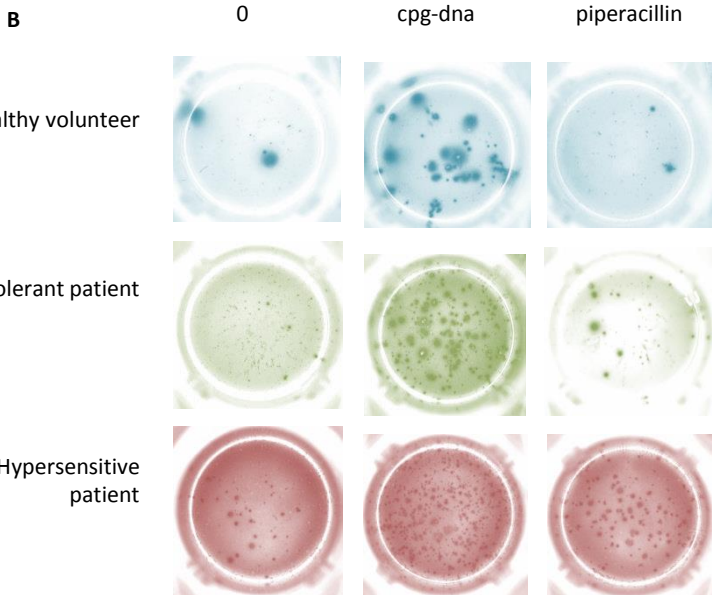 B
0 cpg-dna piperacillin
althy volunteer
olerant patient
Hypersensitive
patient